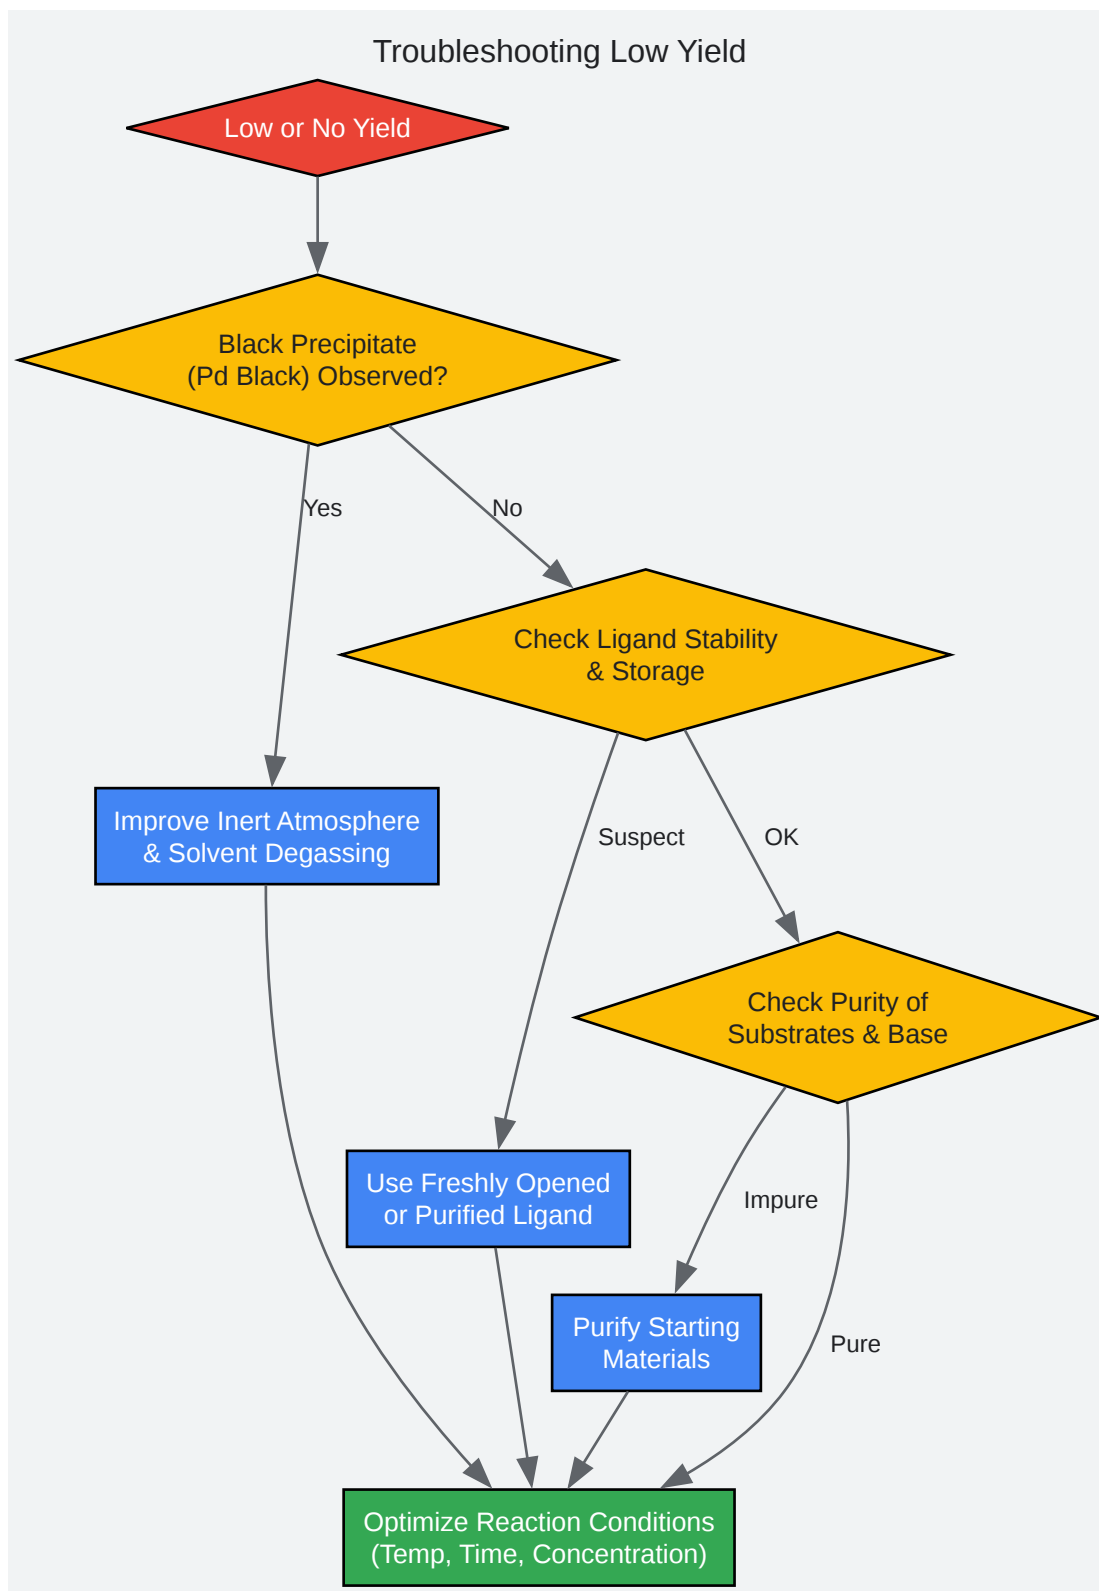 Troubleshooting Low Yield
Low or No Yield
Black Precipitate
(Pd Black) Observed?
Yes
No
Check Ligand Stability
& Storage
Improve Inert Atmosphere
& Solvent Degassing
Suspect
OK
Check Purity of
Substrates & Base
Use Freshly Opened
or Purified Ligand
Impure
Purify Starting
Materials
Pure
Optimize Reaction Conditions
(Temp, Time, Concentration)